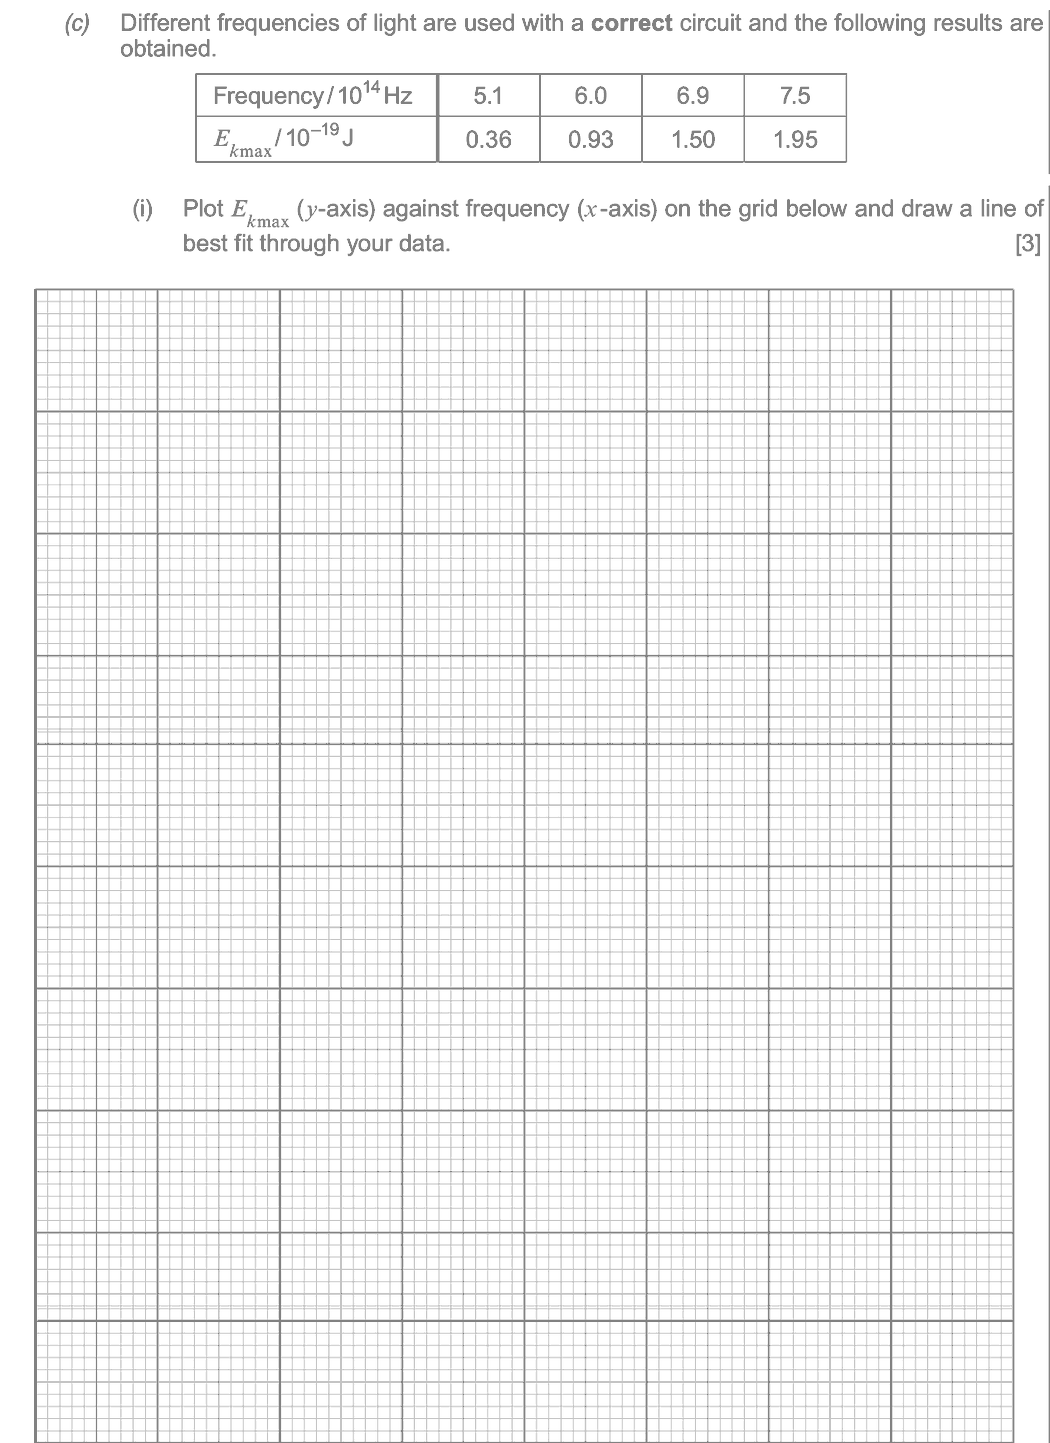 (c) Different frequencies of light are used with a correct circuit and the following results are
obtained.
Frequency / 10¹⁴ Hz 5.1 6.0 6.9 7.5
Eₖₘₐₓ / 10⁻¹⁹ J 0.36 0.93 1.50 1.95
(i) Plot Eₖₘₐₓ (y-axis) against frequency (x-axis) on the grid below and draw a line of
best fit through your data. [3]